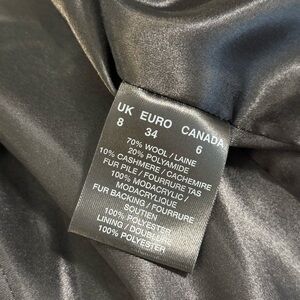 UK EURO CANADA
8 34 6
70% WOOL / LAINE
20% POLYAMIDE
10% CASHMERE / CACHEMIRE
FUR PILE / FOURRURE TAS
100% MODACRYLIC /
MODACRYLIQUE
FUR BACKING / FOURRURE
SOUTIEN
100% POLYESTER
LINING / DOUBLURE
100% POLYESTER